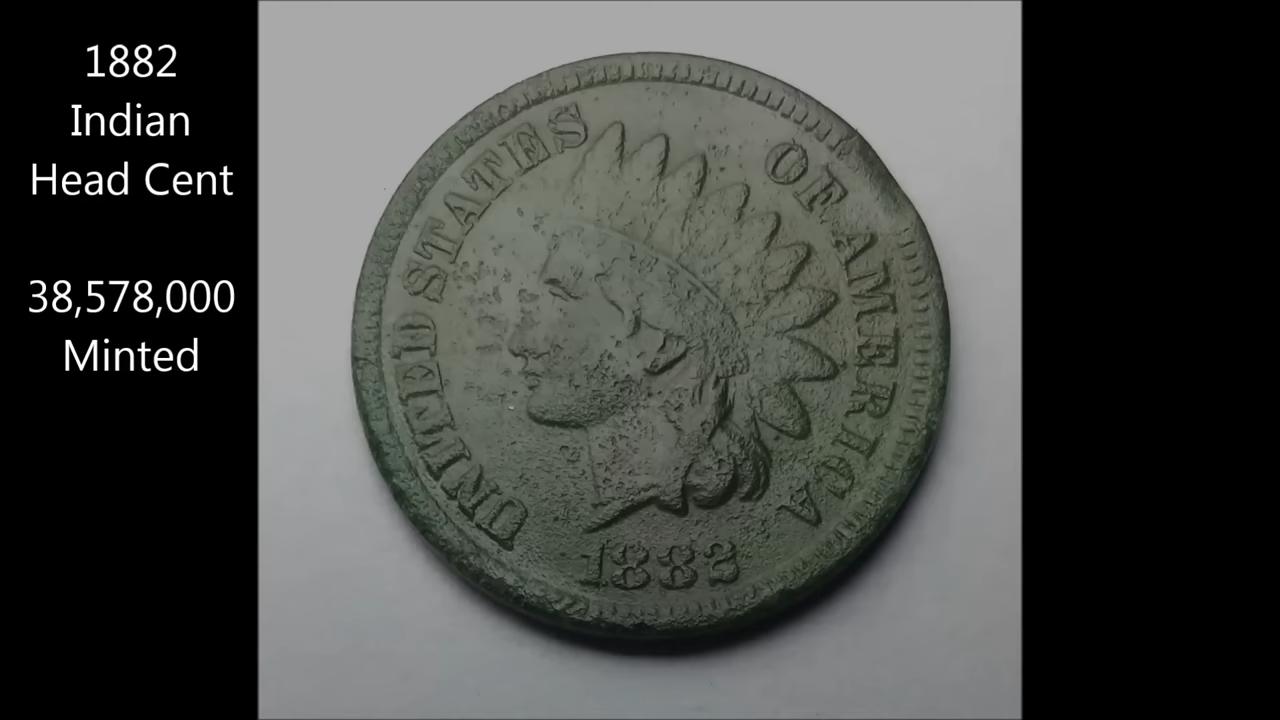 1882
Indian
Head Cent
38,578,000
Minted
UNITED STATES OF AMERICA
1882